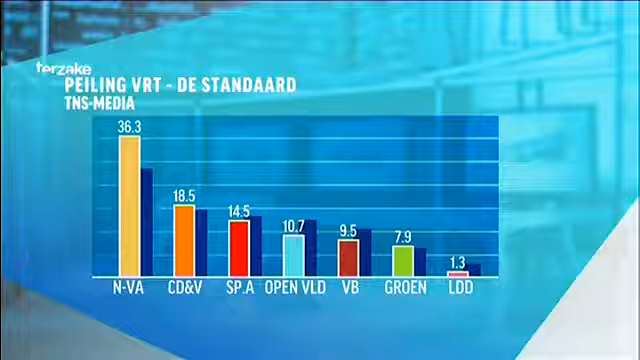 terzake
PEILING VRT - DE STANDAARD
TNS-MEDIA
36.3
18.5
14.5
10.7
9.5
7.9
1.3
N-VA CD&V SP.A OPEN VLD VB GROEN LDD